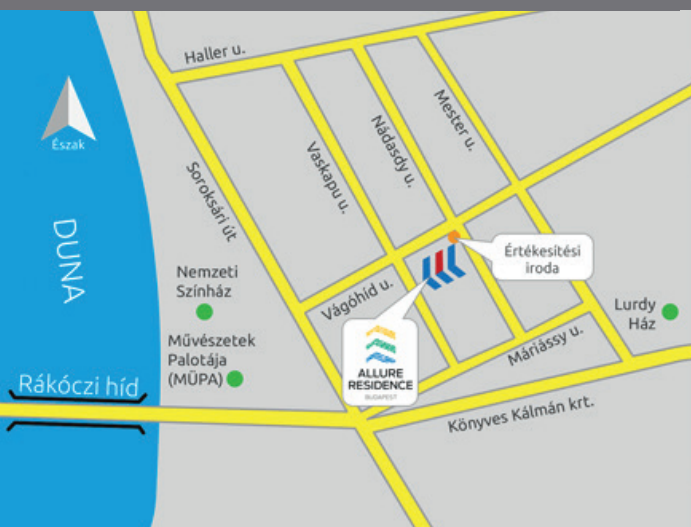 Haller u.
Észak
DUNA
Soroksári út
Vaskapu u.
Nádasdy u.
Mester u.
Nemzeti
Színház
Vágóhíd u.
Értékesítési
iroda
Lurdy
Ház
Művészetek
Palotája
(MÜPA)
ALLURE
RESIDENCE
BUDAPEST
Máriássy u.
Rákóczi híd
Könyves Kálmán krt.